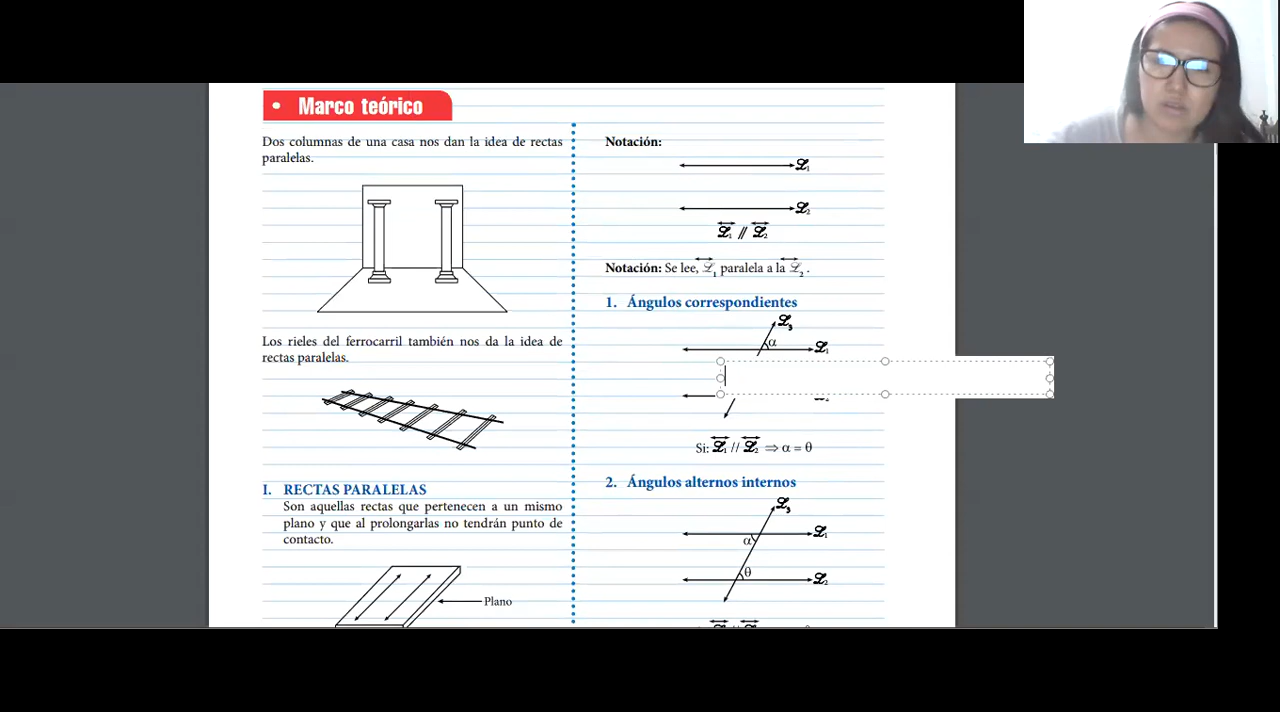 • Marco teórico
Dos columnas de una casa nos dan la idea de rectas
paralelas.
Los rieles del ferrocarril también nos da la idea de
rectas paralelas.
I. RECTAS PARALELAS
Son aquellas rectas que pertenecen a un mismo
plano y que al prolongarlas no tendrán punto de
contacto.
Plano
Notación:
ℒ₁
ℒ₂
ℒ₁ // ℒ₂
Notación: Se lee, ℒ₁ paralela a la ℒ₂ .
1. Ángulos correspondientes
ℒ₃
α
ℒ₁
Si: ℒ₁ // ℒ₂ ⇒ α = θ
2. Ángulos alternos internos
ℒ₃
ℒ₁
α
θ
ℒ₂